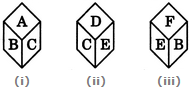 A D F
B C C E E B
(i) (ii) (iii)